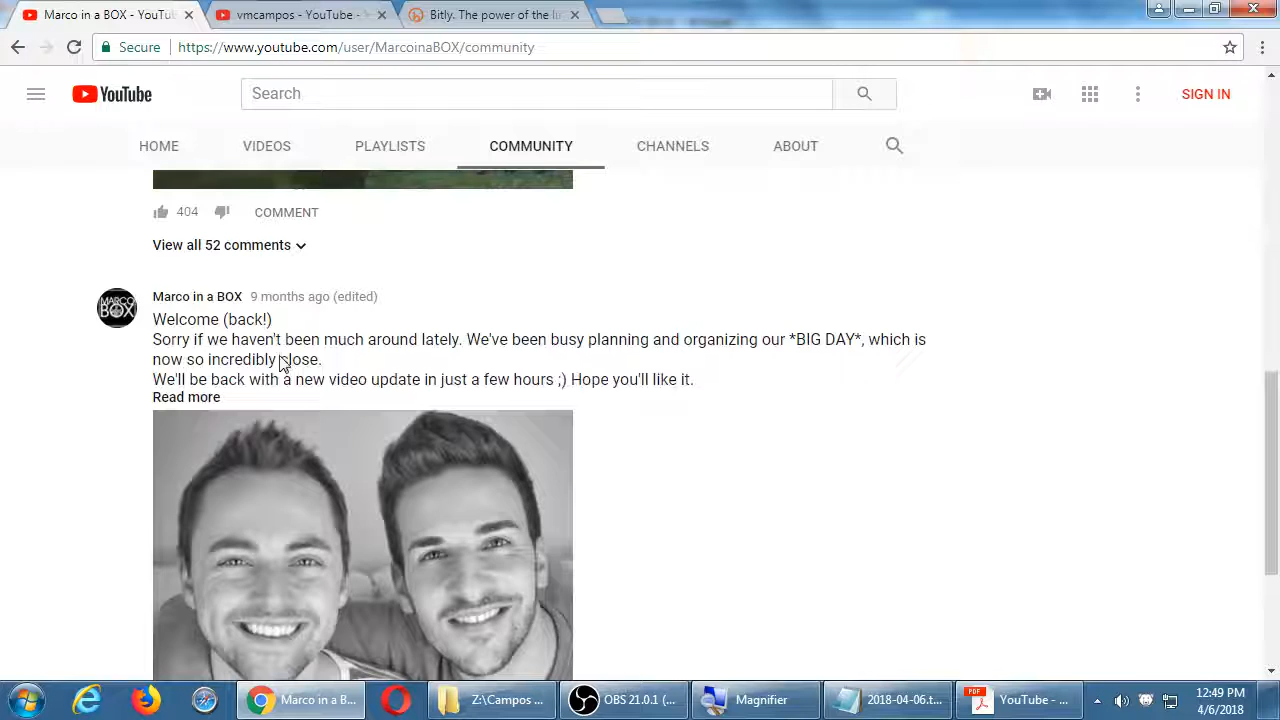 Marco in a BOX - YouTu
vmcampos - YouTube -
Bitly. The power of the lu
Secure
https://www.youtube.com/user/MarcoinaBOX/community
YouTube
Search
SIGN IN
HOME
VIDEOS
PLAYLISTS
COMMUNITY
CHANNELS
ABOUT
404
COMMENT
View all 52 comments
MARCO
BOX
Marco in a BOX 9 months ago (edited)
Welcome (back!)
Sorry if we haven't been much around lately. We've been busy planning and organizing our *BIG DAY*, which is
now so incredibly close.
We'll be back with a new video update in just a few hours ;) Hope you'll like it.
Read more
Marco in a B...
Z:\Campos ...
OBS 21.0.1 (...
Magnifier
2018-04-06.t...
PDF
YouTube - ...
12:49 PM
4/6/2018